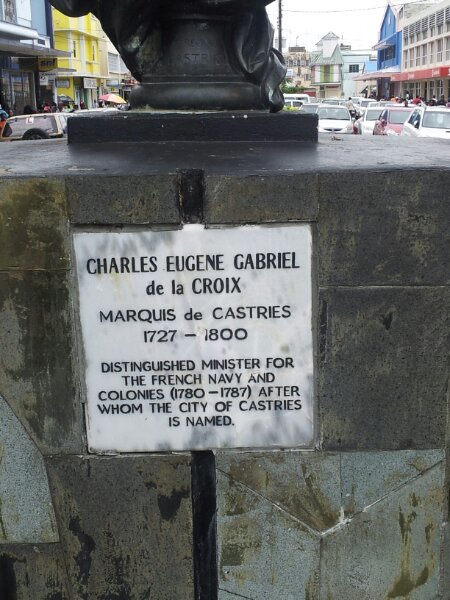 CASTRIES
CHARLES EUGENE GABRIEL
de la CROIX
MARQUIS de CASTRIES
1727 – 1800
DISTINGUISHED MINISTER FOR
THE FRENCH NAVY AND
COLONIES (1780–1787) AFTER
WHOM THE CITY OF CASTRIES
IS NAMED.